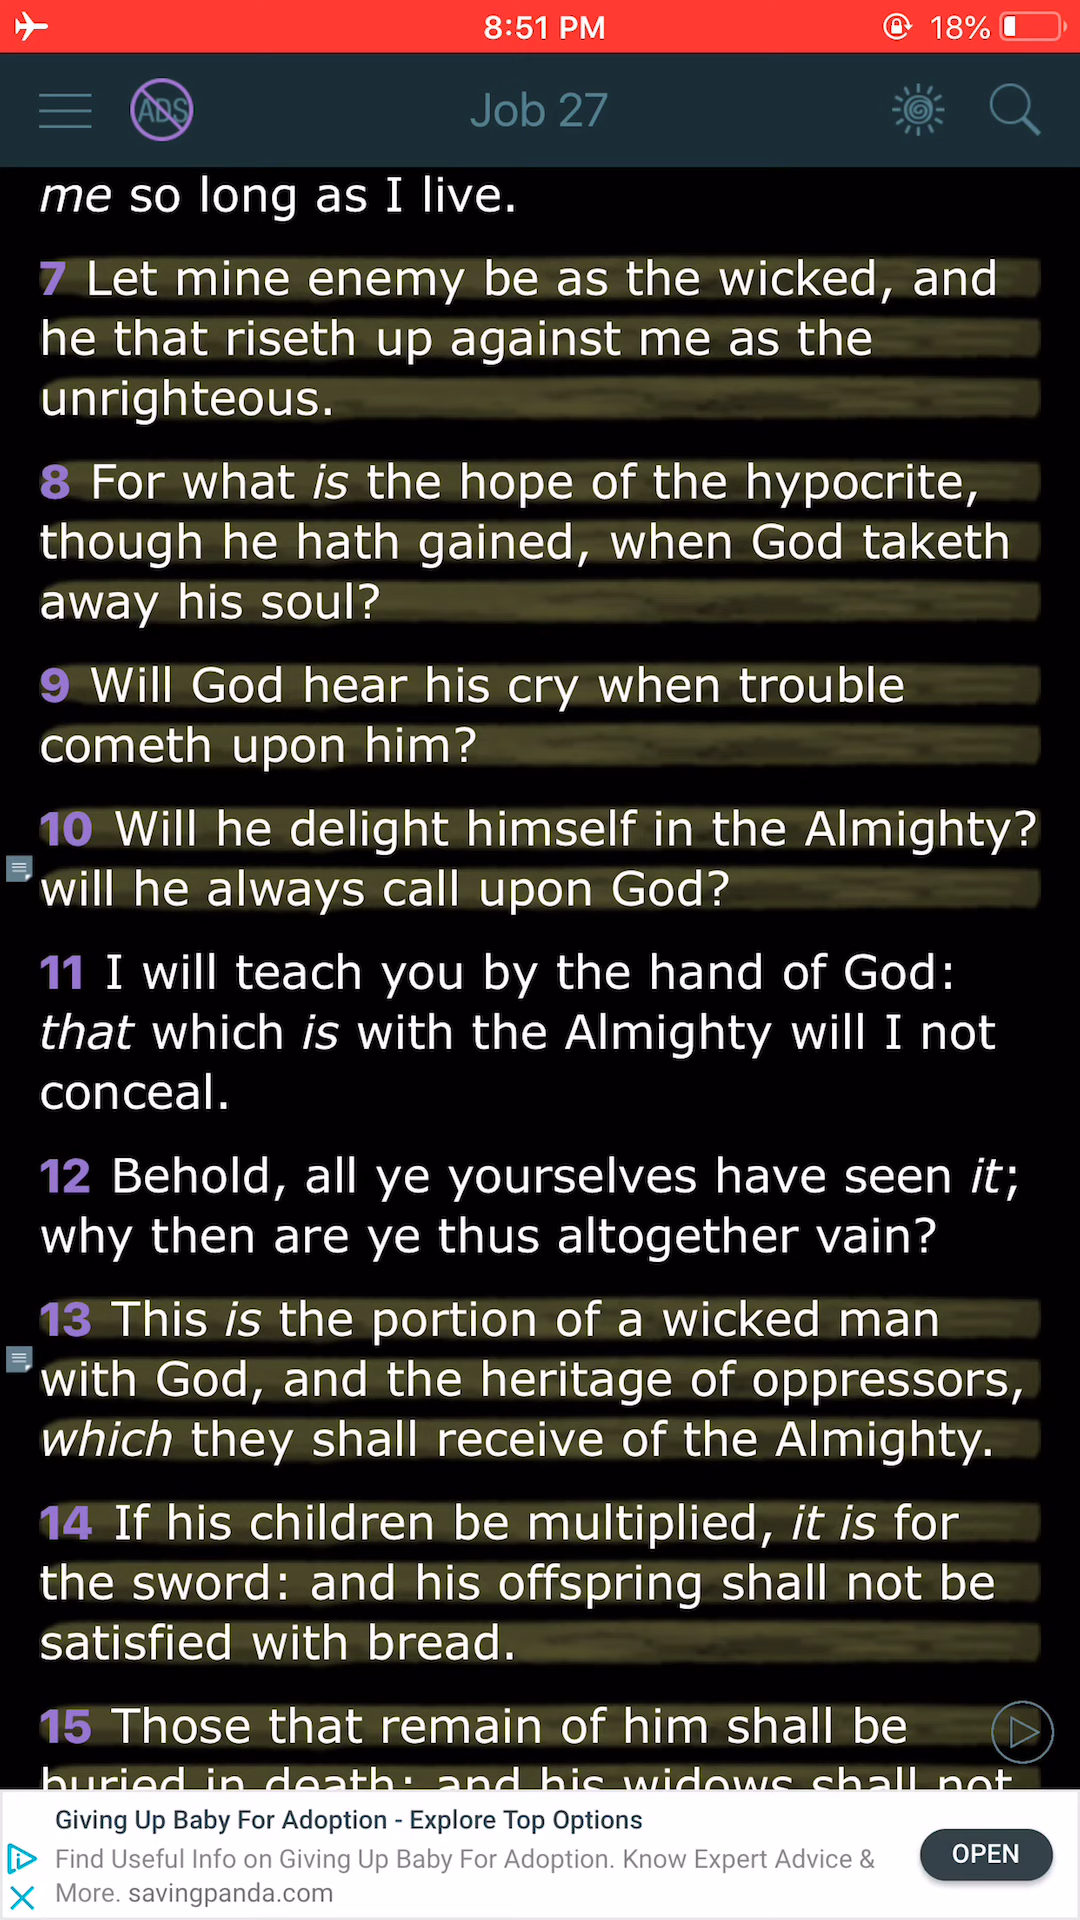 8:51 PM
18%
ADS
Job 27
me so long as I live.
7 Let mine enemy be as the wicked, and
he that riseth up against me as the
unrighteous.
8 For what is the hope of the hypocrite,
though he hath gained, when God taketh
away his soul?
9 Will God hear his cry when trouble
cometh upon him?
10 Will he delight himself in the Almighty?
will he always call upon God?
11 I will teach you by the hand of God:
that which is with the Almighty will I not
conceal.
12 Behold, all ye yourselves have seen it;
why then are ye thus altogether vain?
13 This is the portion of a wicked man
with God, and the heritage of oppressors,
which they shall receive of the Almighty.
14 If his children be multiplied, it is for
the sword: and his offspring shall not be
satisfied with bread.
15 Those that remain of him shall be
buried in death: and his widows shall not
Giving Up Baby For Adoption - Explore Top Options
Find Useful Info on Giving Up Baby For Adoption. Know Expert Advice &
More. savingpanda.com
OPEN